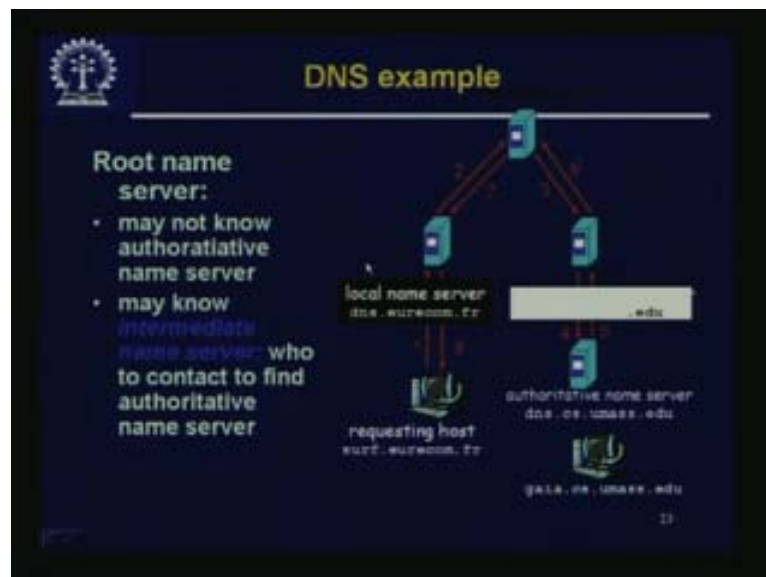 DNS example
Root name
server:
• may not know
authoratiative
name server
• may know
intermediate
name server: who
to contact to find
authoritative
name server
local name server
dns.eurecom.fr
.edu
authoritative name server
dns.cs.umass.edu
requesting host
surf.eurecom.fr
gaia.cs.umass.edu
23